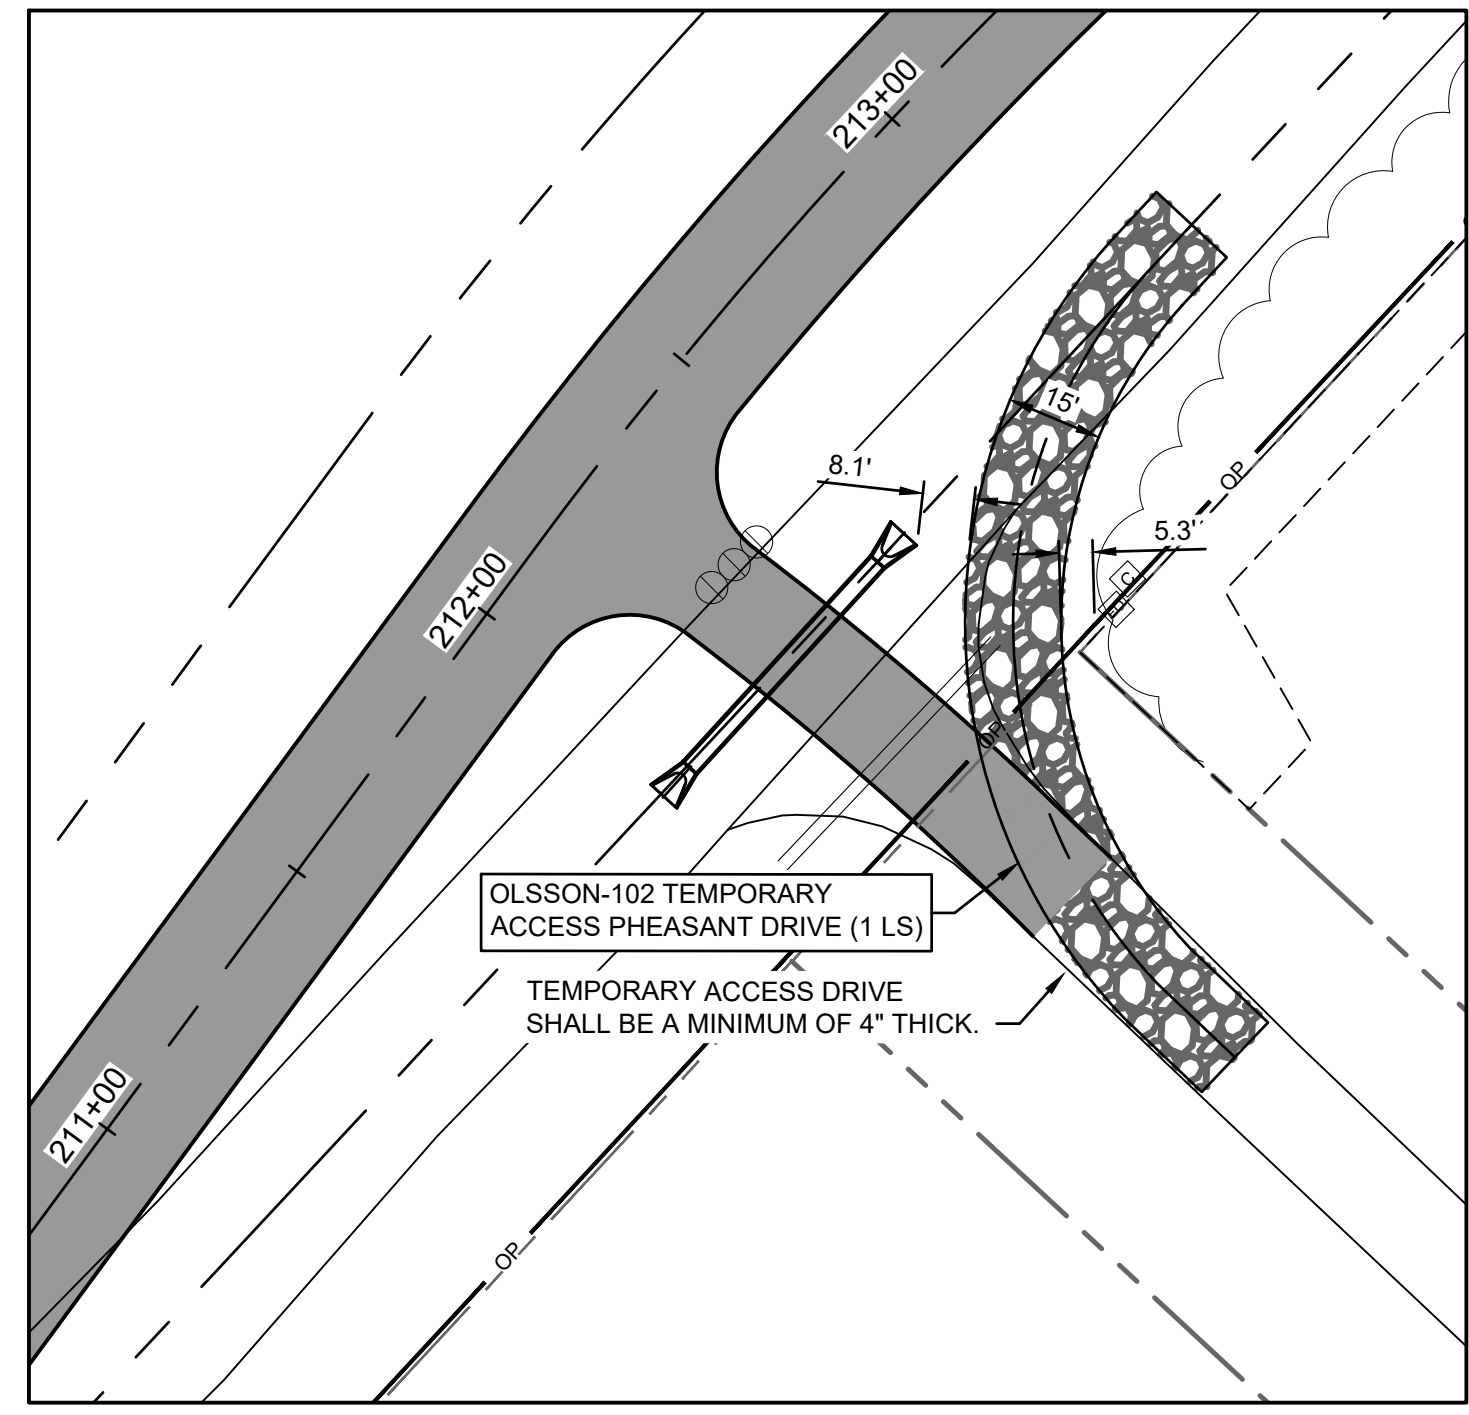 213+00
15'
8.1'
OP
5.3'
C
212+00
OP
OLSSON-102 TEMPORARY
ACCESS PHEASANT DRIVE (1 LS)
TEMPORARY ACCESS DRIVE
SHALL BE A MINIMUM OF 4" THICK.
211+00
OP